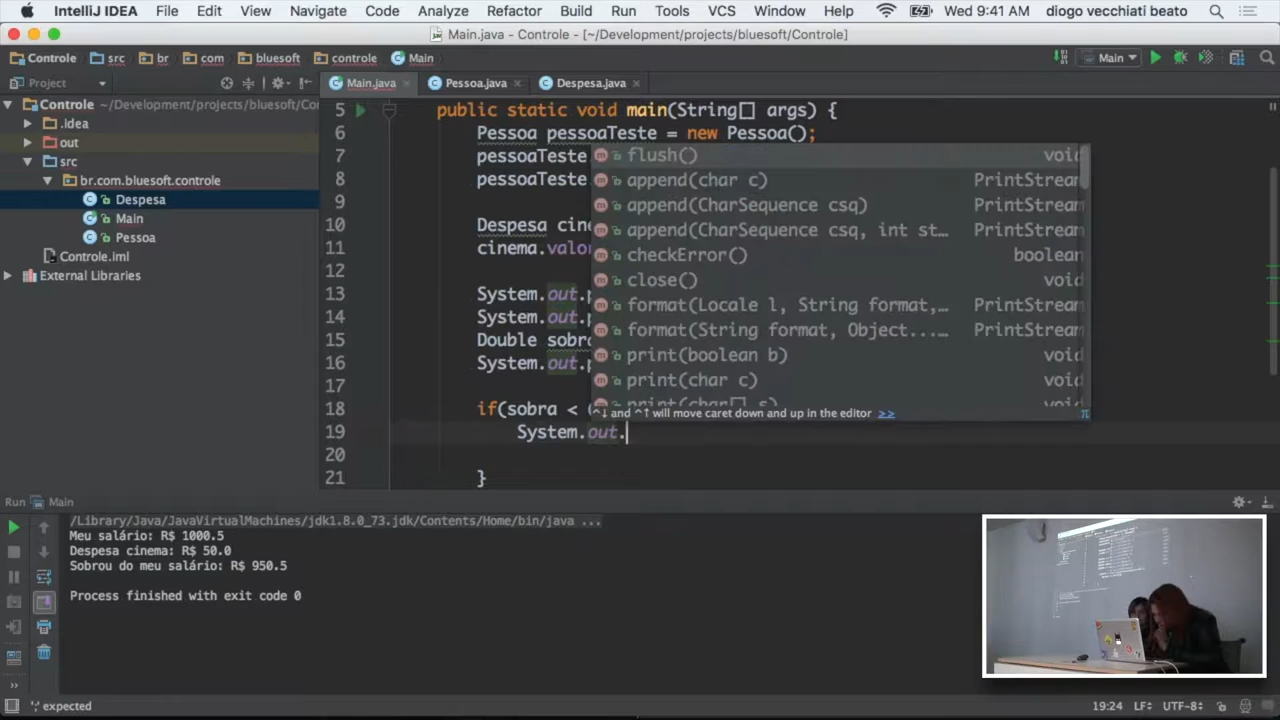 IntelliJ IDEA File Edit View Navigate Code Analyze Refactor Build Run Tools VCS Window Help Wed 9:41 AM diogo vecchiati beato
Main.java - Controle - [~/Development/projects/bluesoft/Controle]
Controle src br com bluesoft controle Main Main
Project Main.java Pessoa.java Despesa.java
Controle ~/Development/projects/bluesoft/Con
.idea
out
src
br.com.bluesoft.controle
Despesa
Main
Pessoa
Controle.iml
External Libraries
5 public static void main(String[] args) {
6 Pessoa pessoaTeste = new Pessoa();
7 pessoaTeste
8 pessoaTeste
9
10 Despesa cine
11 cinema.valo
12
13 System.out.
14 System.out.
15 Double sobra
16 System.out.
17
18 if(sobra <
19 System.out.
20
21 }
flush() void
append(char c) PrintStream
append(CharSequence csq) PrintStream
append(CharSequence csq, int st... PrintStream
checkError() boolean
close() void
format(Locale l, String format,... PrintStream
format(String format, Object.... PrintStream
print(boolean b) void
print(char c) void
print(char[] s) void
^↓ and ^↑ will move caret down and up in the editor >> π
Run Main
/Library/Java/JavaVirtualMachines/jdk1.8.0_73.jdk/Contents/Home/bin/java ...
Meu salário: R$ 1000.5
Despesa cinema: R$ 50.0
Sobrou do meu salário: R$ 950.5
Process finished with exit code 0
';' expected 19:24 LF÷ UTF-8÷